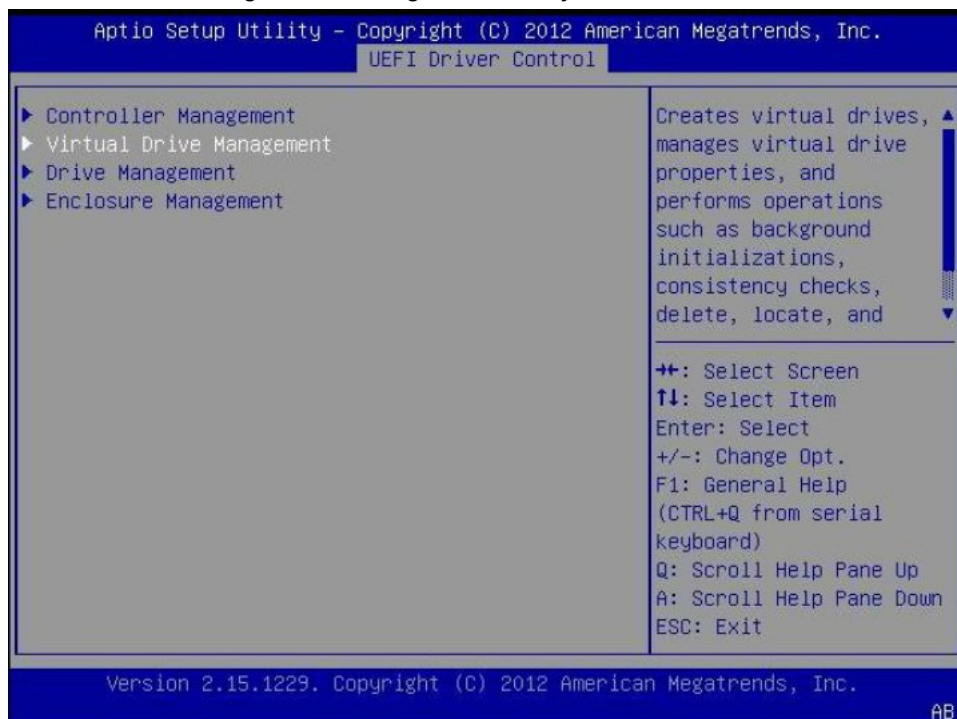 Aptio Setup Utility – Copyright (C) 2012 American Megatrends, Inc.
UEFI Driver Control
Controller Management
Virtual Drive Management
Drive Management
Enclosure Management
Creates virtual drives,
manages virtual drive
properties, and
performs operations
such as background
initializations,
consistency checks,
delete, locate, and
→←: Select Screen
↑↓: Select Item
Enter: Select
+/-: Change Opt.
F1: General Help
(CTRL+Q from serial
keyboard)
Q: Scroll Help Pane Up
A: Scroll Help Pane Down
ESC: Exit
Version 2.15.1229. Copyright (C) 2012 American Megatrends, Inc.
AB